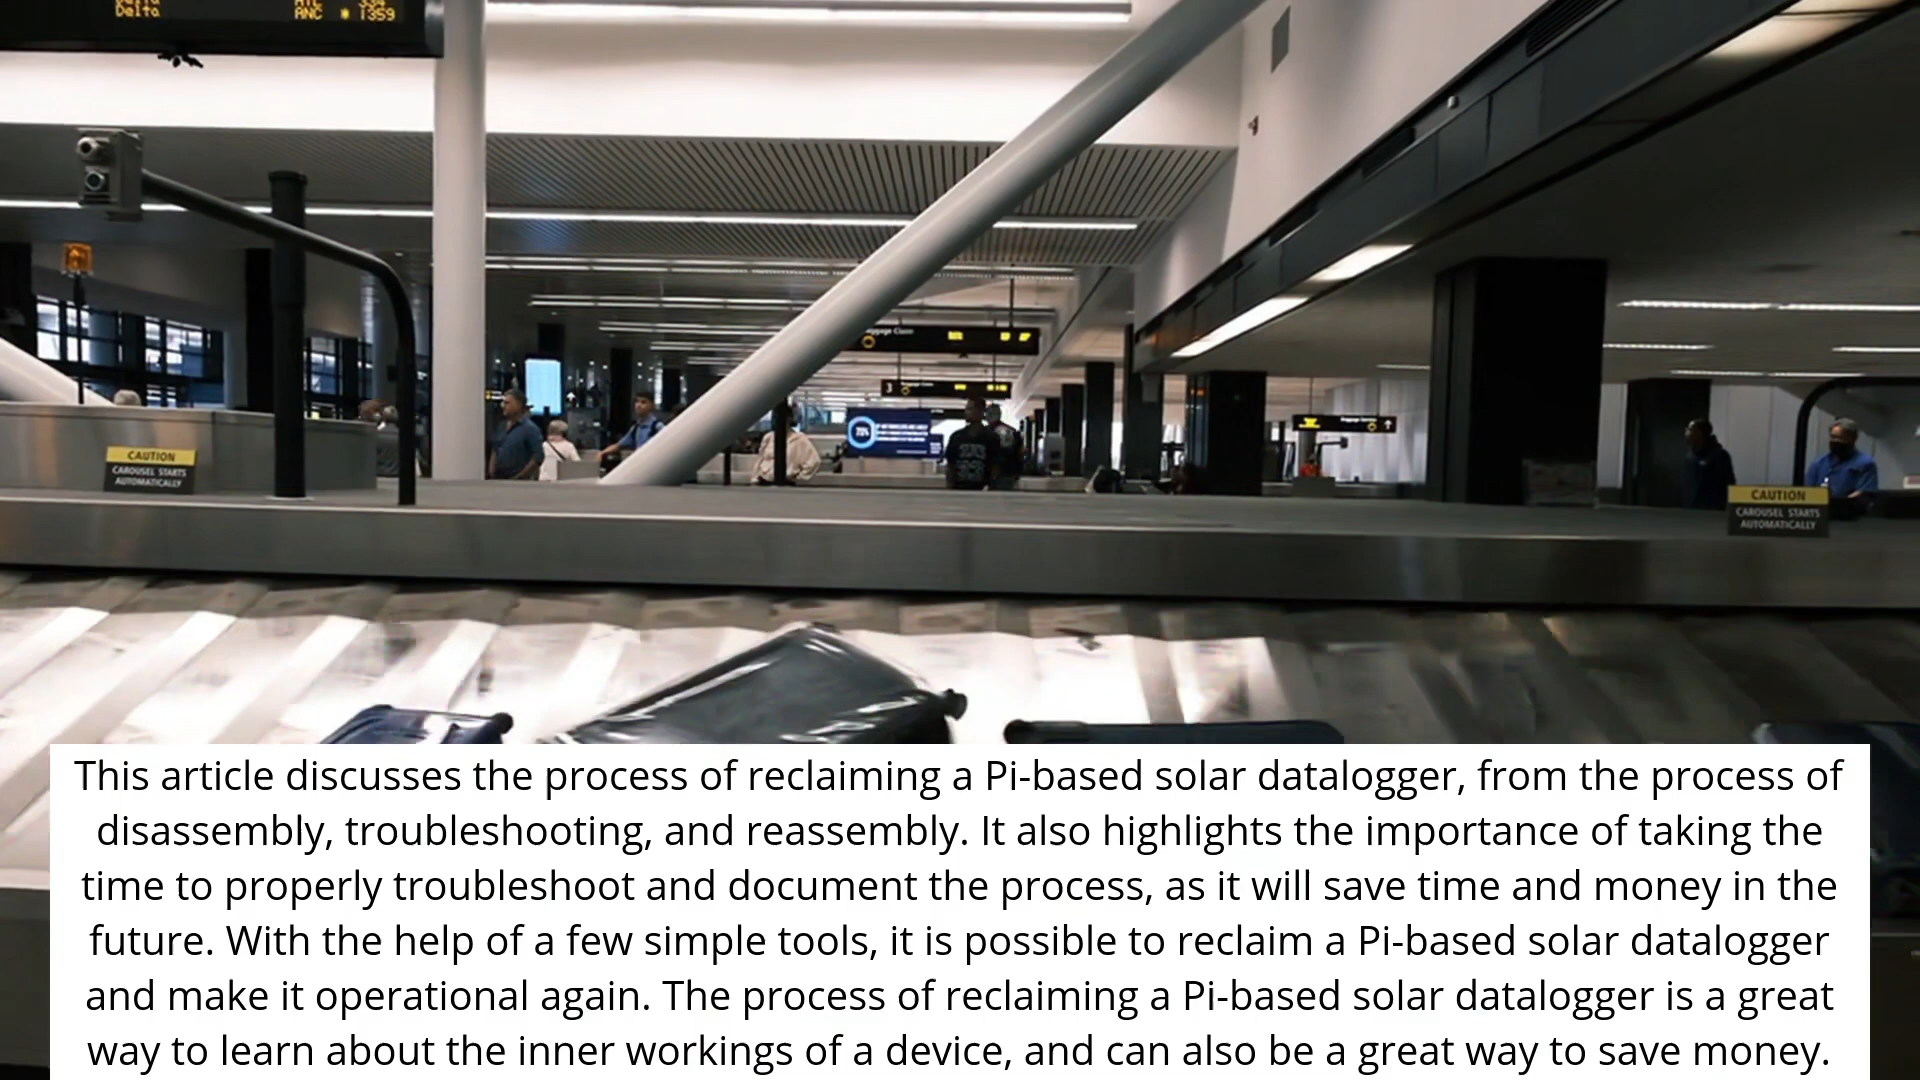 Delta
ANC * 1359
CAUTION
CAROUSEL STARTS
AUTOMATICALLY
3
70%
CAUTION
CAROUSEL STARTS
AUTOMATICALLY
This article discusses the process of reclaiming a Pi-based solar datalogger, from the process of
disassembly, troubleshooting, and reassembly. It also highlights the importance of taking the
time to properly troubleshoot and document the process, as it will save time and money in the
future. With the help of a few simple tools, it is possible to reclaim a Pi-based solar datalogger
and make it operational again. The process of reclaiming a Pi-based solar datalogger is a great
way to learn about the inner workings of a device, and can also be a great way to save money.